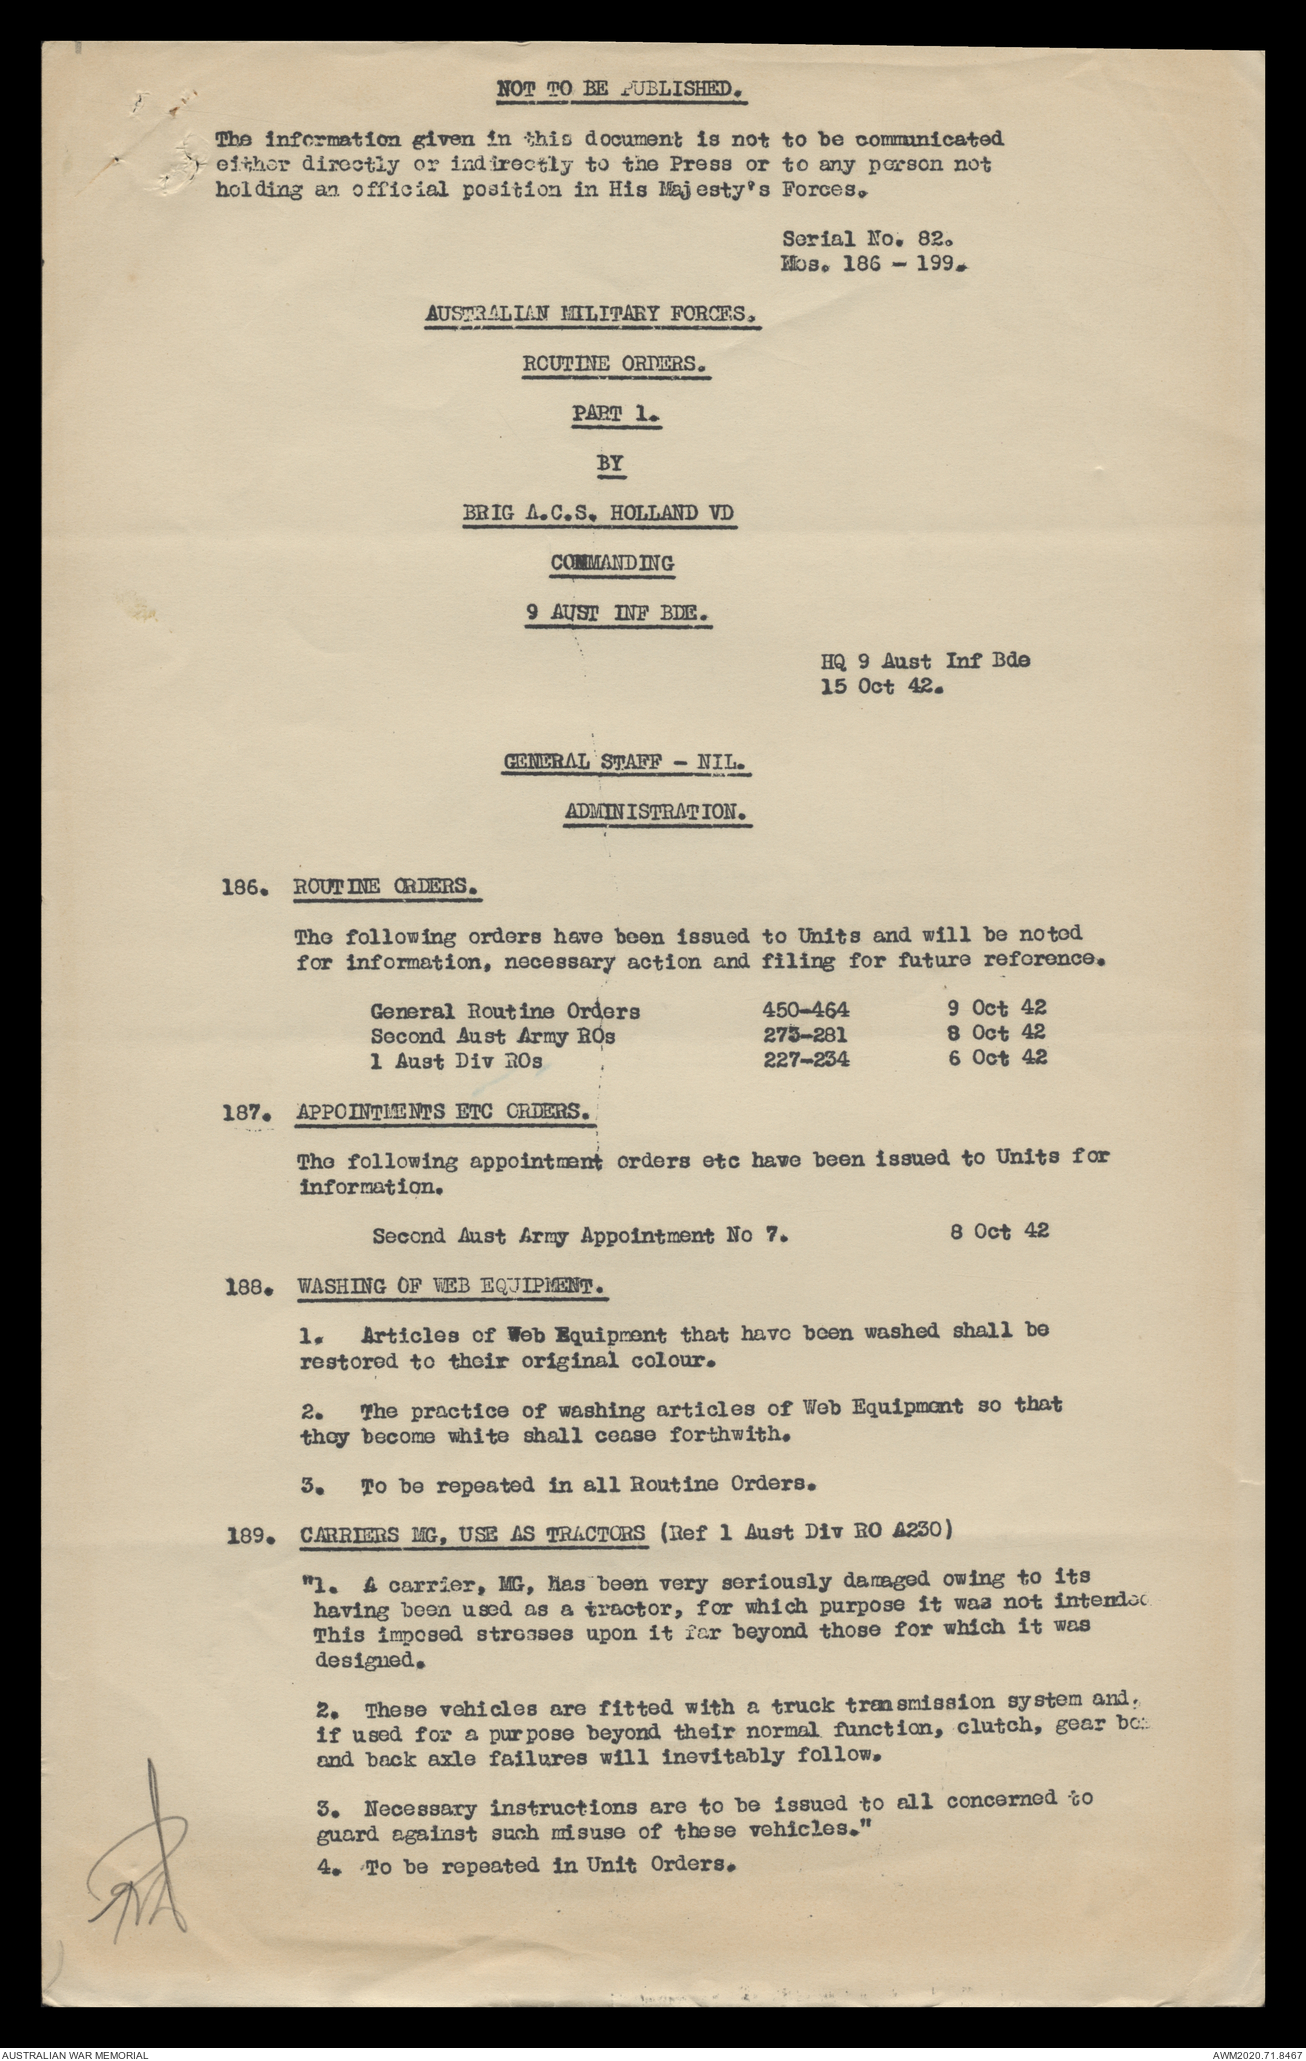 NOT TO BE PUBLISHED.
The information given in this document is not to be communicated
either directly or indirectly to the Press or to any person not
holding an official position in His Majesty's Forces.
Serial No. 82.
Nos. 186 - 199.
AUSTRALIAN MILITARY FORCES.
ROUTINE ORDERS.
PART 1.
BY
BRIG A.C.S. HOLLAND VD
COMMANDING
9 AUST INF BDE.
HQ 9 Aust Inf Bde
15 Oct 42.
GENERAL STAFF - NIL.
ADMINISTRATION.
186. ROUTINE ORDERS.
The following orders have been issued to Units and will be noted
for information, necessary action and filing for future reference.
General Routine Orders 450-464 9 Oct 42
Second Aust Army ROs 273-281 8 Oct 42
1 Aust Div ROs 227-234 6 Oct 42
187. APPOINTMENTS ETC ORDERS.
The following appointment orders etc have been issued to Units for
information.
Second Aust Army Appointment No 7. 8 Oct 42
188. WASHING OF WEB EQUIPMENT.
1. Articles of Web Equipment that have been washed shall be
restored to their original colour.
2. The practice of washing articles of Web Equipment so that
they become white shall cease forthwith.
3. To be repeated in all Routine Orders.
189. CARRIERS MG, USE AS TRACTORS (Ref 1 Aust Div RO A230)
"1. A carrier, MG, has been very seriously damaged owing to its
having been used as a tractor, for which purpose it was not intended
This imposed stresses upon it far beyond those for which it was
designed.
2. These vehicles are fitted with a truck transmission system and,
if used for a purpose beyond their normal function, clutch, gear box
and back axle failures will inevitably follow.
3. Necessary instructions are to be issued to all concerned to
guard against such misuse of these vehicles."
4. To be repeated in Unit Orders.
AUSTRALIAN WAR MEMORIAL
AWM2020.71.8467